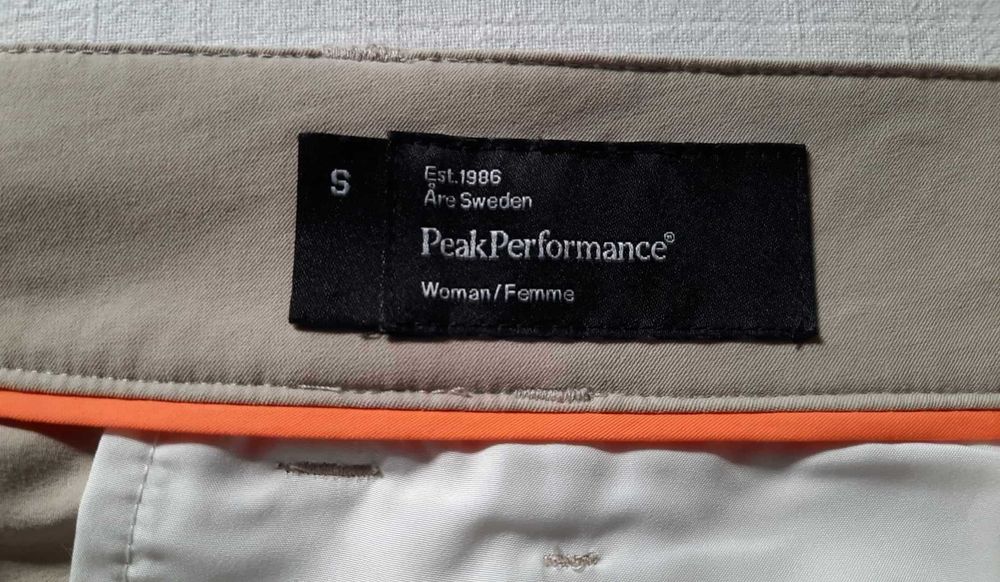 S
Est.1986
Åre Sweden
PeakPerformance®
Woman/Femme